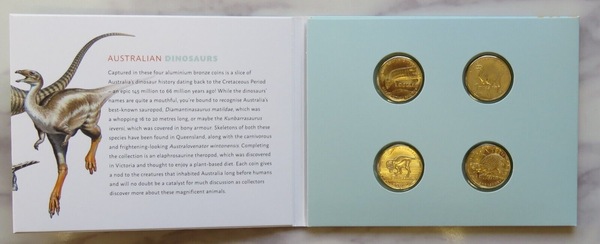 AUSTRALIAN DINOSAURS
Captured in these four aluminium bronze coins is a slice of
Australia's dinosaur history dating back to the Cretaceous Period
– an epic 145 million to 66 million years ago! While the dinosaurs'
names are quite a mouthful, you're bound to recognise Australia's
best-known sauropod, Diamantinasaurus matildae, which was
a whopping 16 to 20 metres long, or maybe the Kunbarrasaurus
ieversi, which was covered in bony armour. Skeletons of both these
species have been found in Queensland, along with the carnivorous
and frightening-looking Australovenator wintonensis. Completing
the collection is an elaphrosaurine theropod, which was discovered
in Victoria and thought to enjoy a plant-based diet. Each coin gives
a nod to the creatures that inhabited Australia long before humans
and will no doubt be a catalyst for much discussion as collectors
discover more about these magnificent animals.